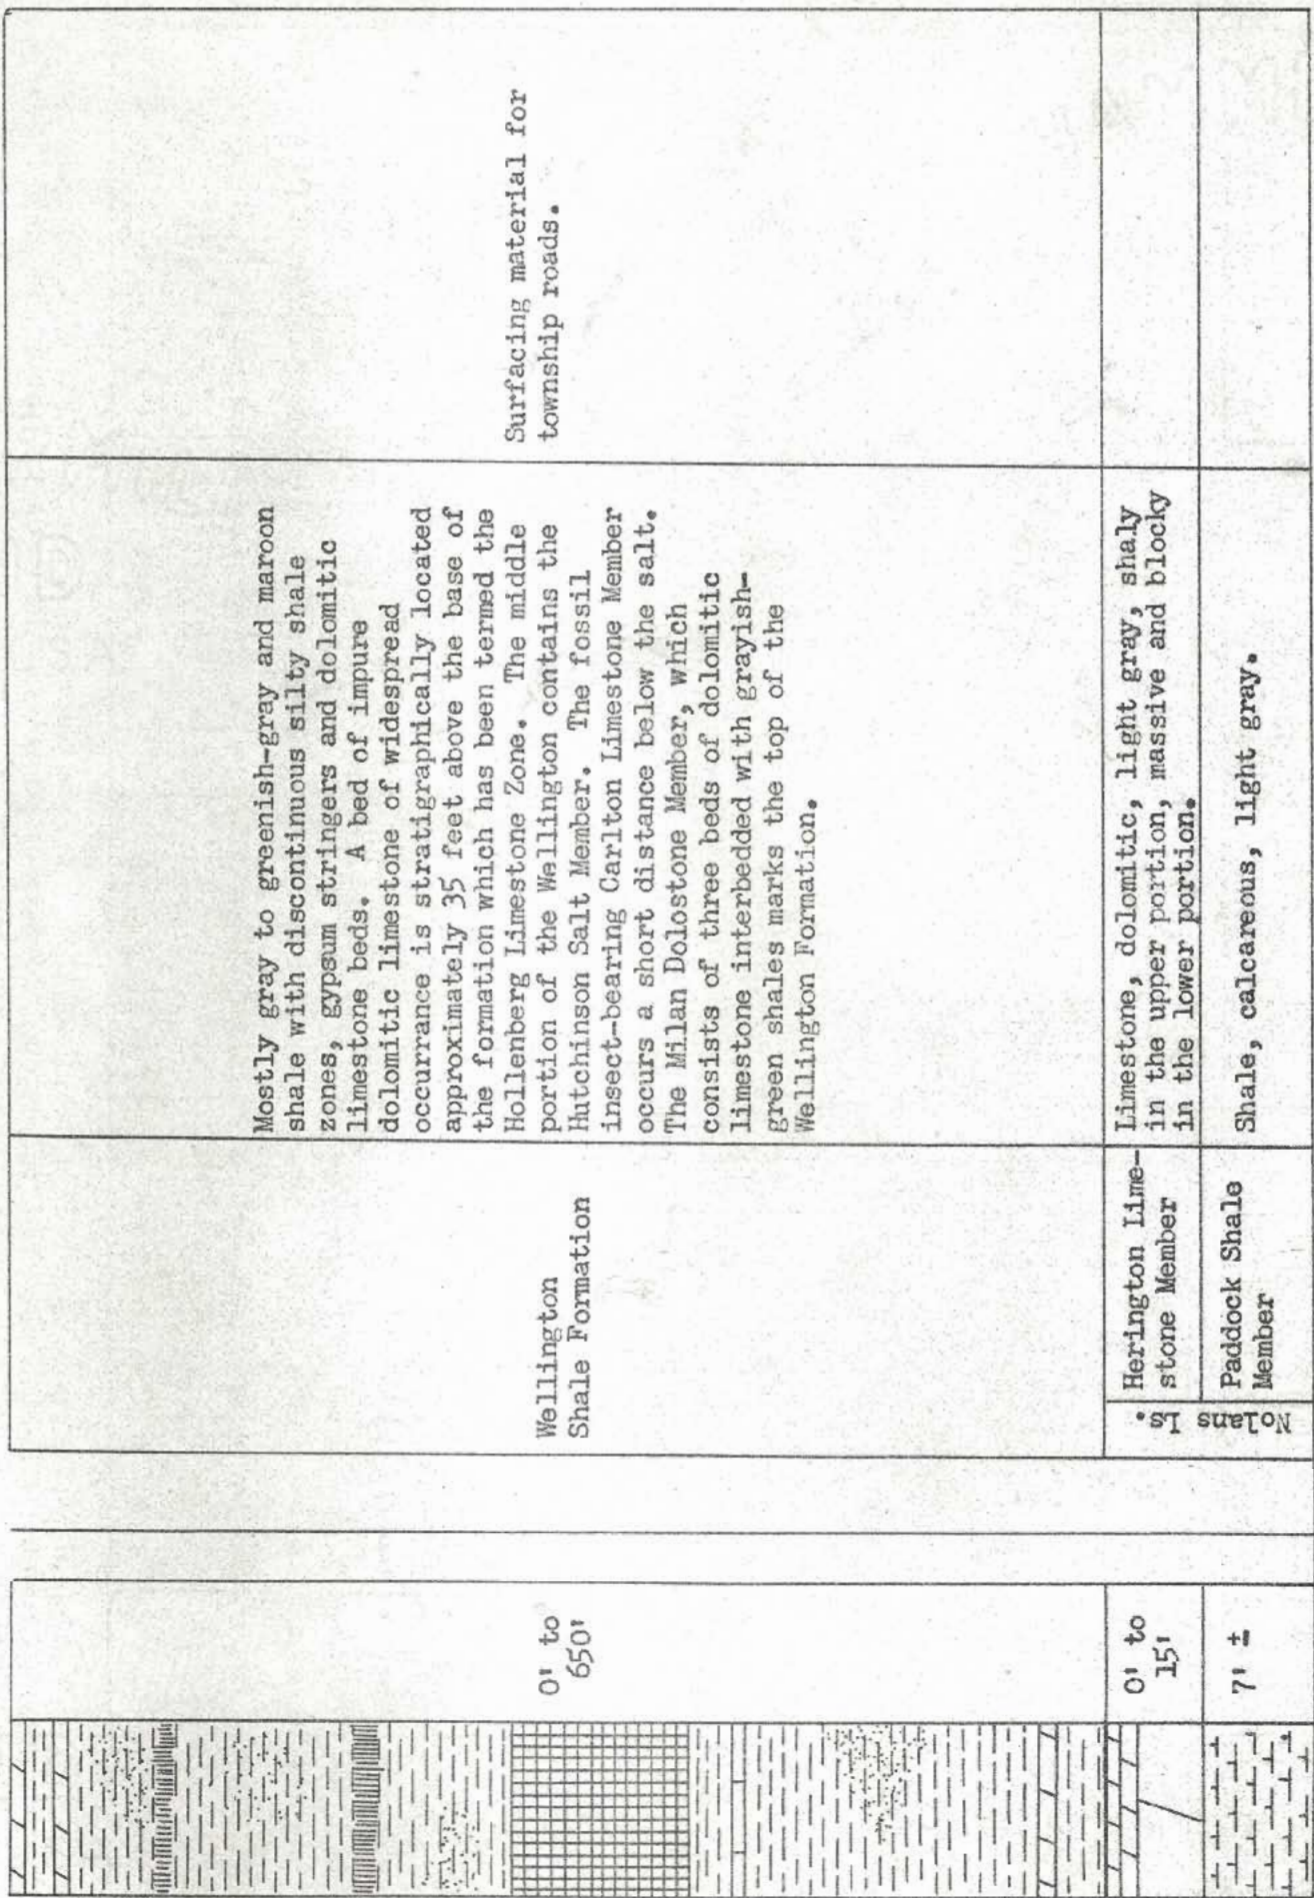 0' to
650'
Wellington
Shale Formation
Mostly gray to greenish-gray and maroon
shale with discontinuous silty shale
zones, gypsum stringers and dolomitic
limestone beds. A bed of impure
dolomitic limestone of widespread
occurrance is stratigraphically located
approximately 35 feet above the base of
the formation which has been termed the
Hollenberg Limestone Zone. The middle
portion of the Wellington contains the
Hutchinson Salt Member. The fossil
insect-bearing Carlton Limestone Member
occurs a short distance below the salt.
The Milan Dolostone Member, which
consists of three beds of dolomitic
limestone interbedded with grayish-
green shales marks the top of the
Wellington Formation.
Surfacing material for
township roads.
0' to
15'
Nolans Ls.
Herington Lime-
stone Member
Limestone, dolomitic, light gray, shaly
in the upper portion, massive and blocky
in the lower portion.
7' ±
Paddock Shale
Member
Shale, calcareous, light gray.